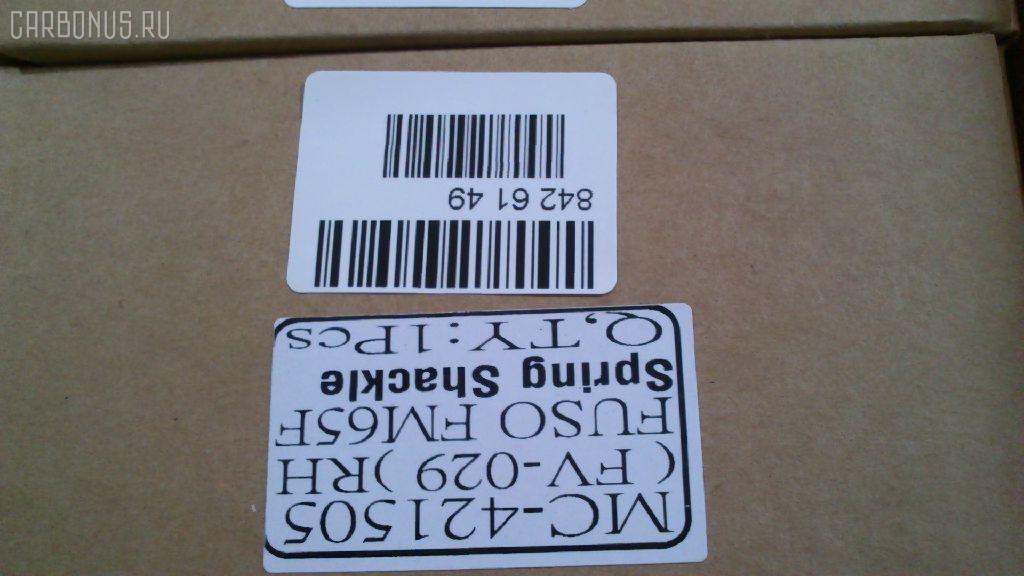 CARBONUS.RU
MC-421505
( FV-029 )RH
FUSO FM65F
Spring Shackle
Q,TY:1Pcs
842 61 49